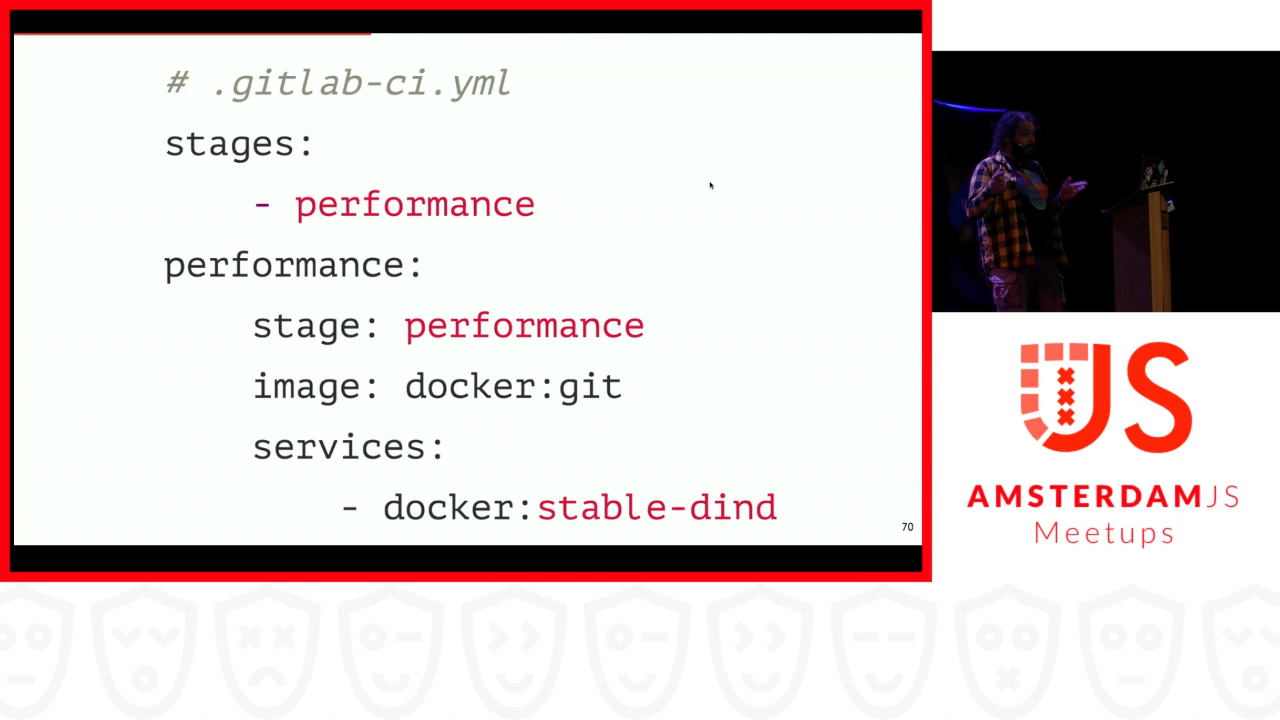 # .gitlab-ci.yml
stages:
- performance
performance:
stage: performance
image: docker:git
services:
- docker:stable-dind
70
JS
AMSTERDAMJS
Meetups